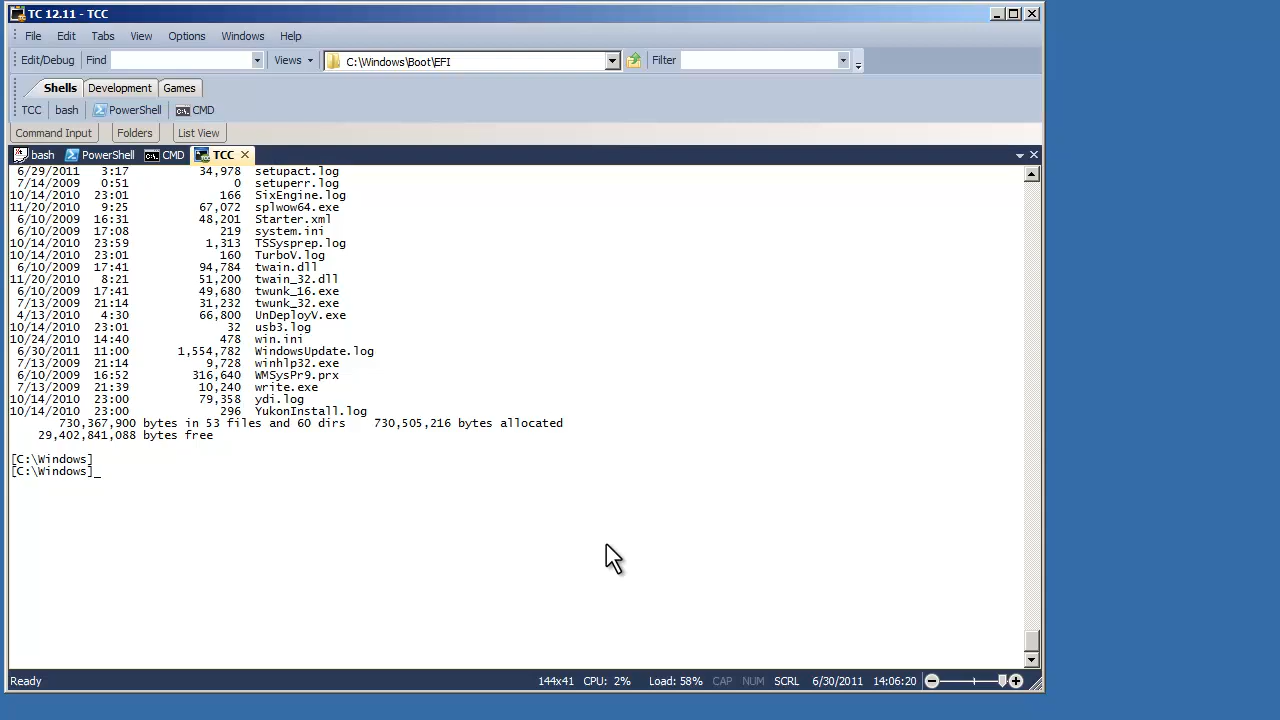 TC 12.11 - TCC
File Edit Tabs View Options Windows Help
Edit/Debug Find Views C:\Windows\Boot\EFI Filter
Shells Development Games
TCC bash PowerShell CMD
Command Input Folders List View
bash PowerShell CMD TCC
6/29/2011 3:17 34,978 setupact.log
7/14/2009 0:51 0 setuperr.log
10/14/2010 23:01 166 SixEngine.log
11/20/2010 9:25 67,072 splwow64.exe
6/10/2009 16:31 48,201 Starter.xml
6/10/2009 17:08 219 system.ini
10/14/2010 23:59 1,313 TSSysprep.log
10/14/2010 23:01 160 TurboV.log
6/10/2009 17:41 94,784 twain.dll
11/20/2010 8:21 51,200 twain_32.dll
6/10/2009 17:41 49,680 twunk_16.exe
7/13/2009 21:14 31,232 twunk_32.exe
4/13/2010 4:30 66,800 UnDeployV.exe
10/14/2010 23:01 32 usb3.log
10/24/2010 14:40 478 win.ini
6/30/2011 11:00 1,554,782 WindowsUpdate.log
7/13/2009 21:14 9,728 winhlp32.exe
6/10/2009 16:52 316,640 WMSysPr9.prx
7/13/2009 21:39 10,240 write.exe
10/14/2010 23:00 79,358 ydi.log
10/14/2010 23:00 296 YukonInstall.log
730,367,900 bytes in 53 files and 60 dirs 730,505,216 bytes allocated
29,402,841,088 bytes free
[C:\Windows]
[C:\Windows]_
Ready 144x41 CPU: 2% Load: 58% CAP NUM SCRL 6/30/2011 14:06:20